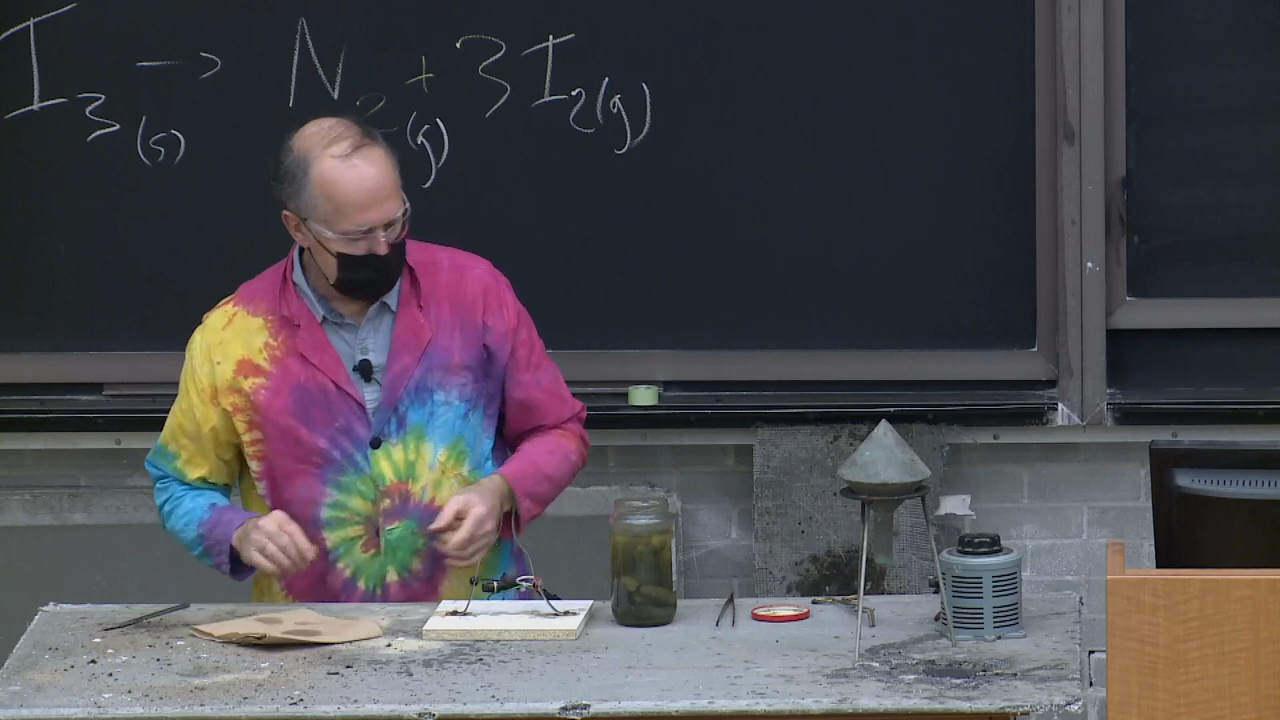 I₃(s) → N₂(g) + 3I₂(g)